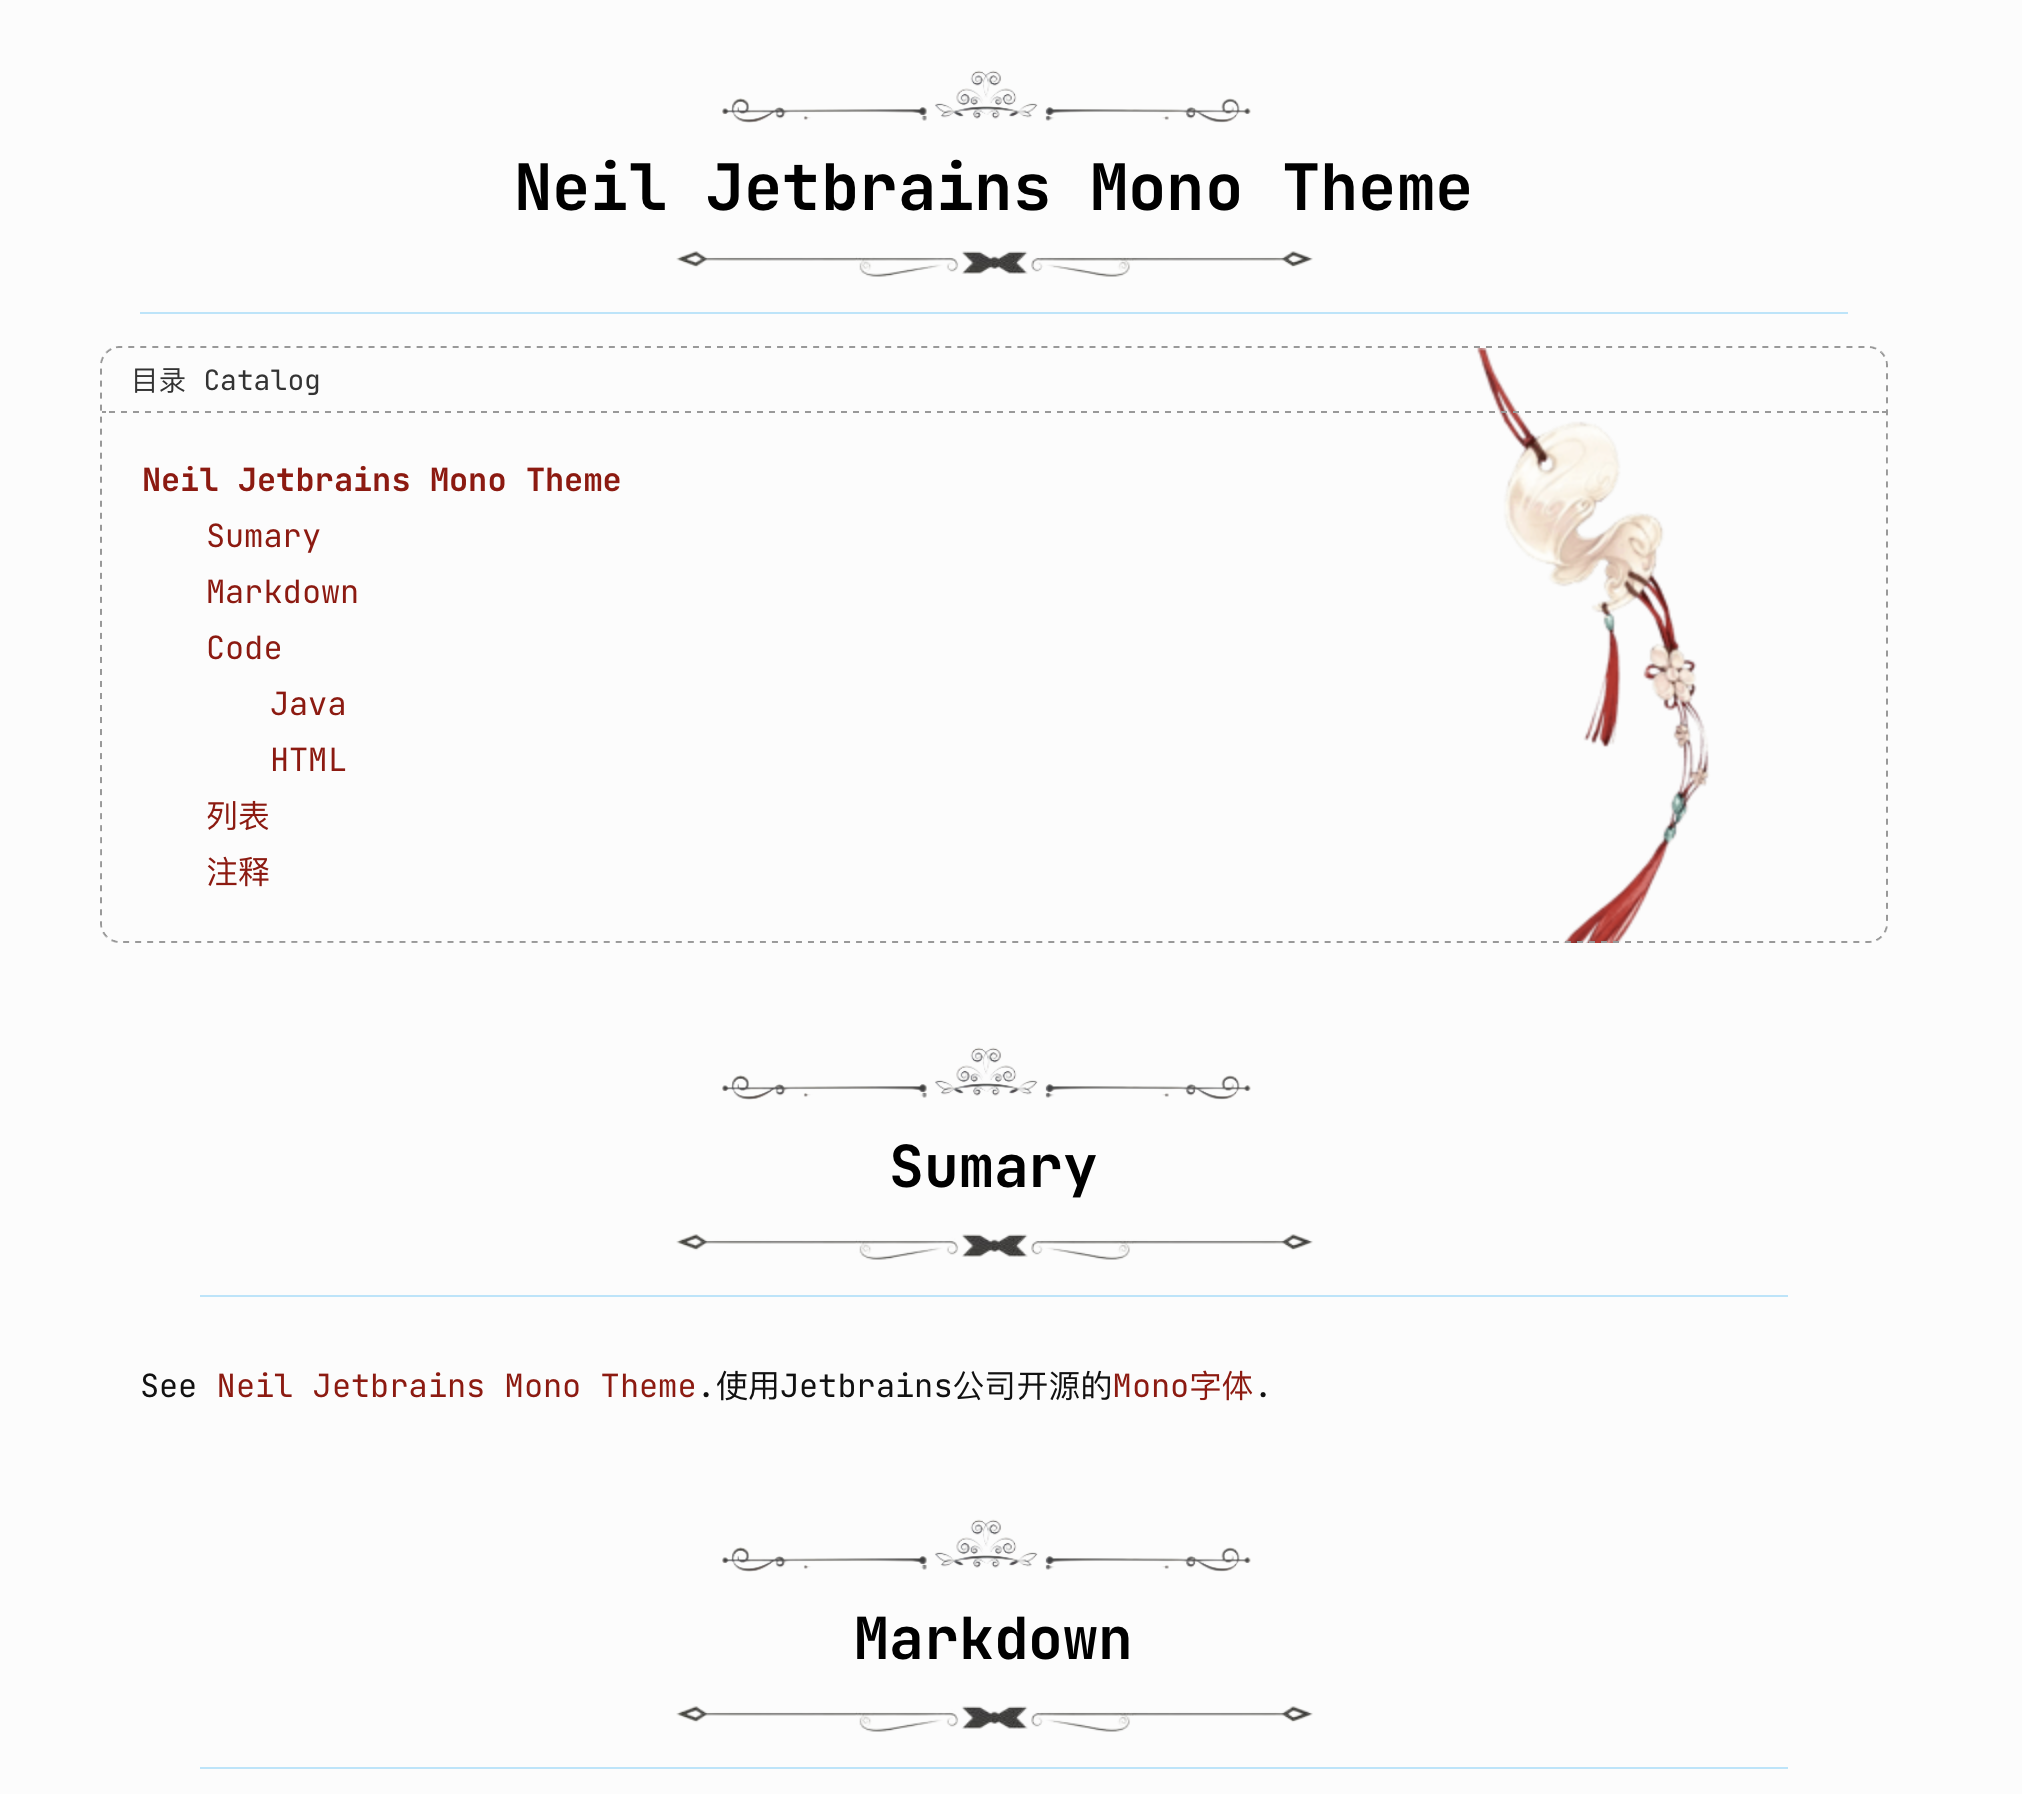 Neil Jetbrains Mono Theme
目录 Catalog
Neil Jetbrains Mono Theme
Sumary
Markdown
Code
Java
HTML
列表
注释
Sumary
See Neil Jetbrains Mono Theme.使用Jetbrains公司开源的Mono字体.
Markdown